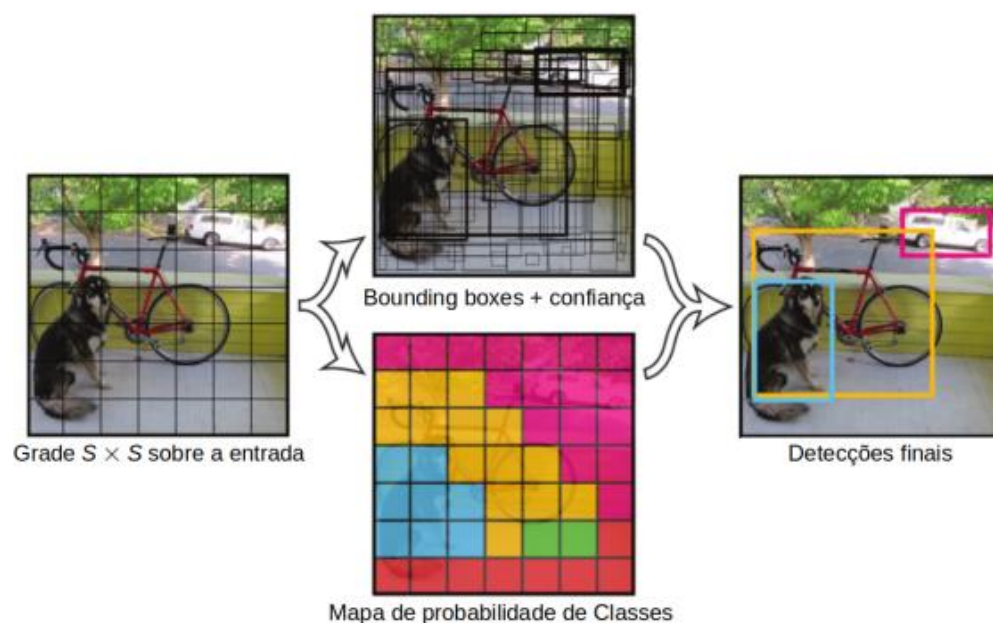 Bounding boxes + confiança
Grade S × S sobre a entrada
Detecções finais
Mapa de probabilidade de Classes